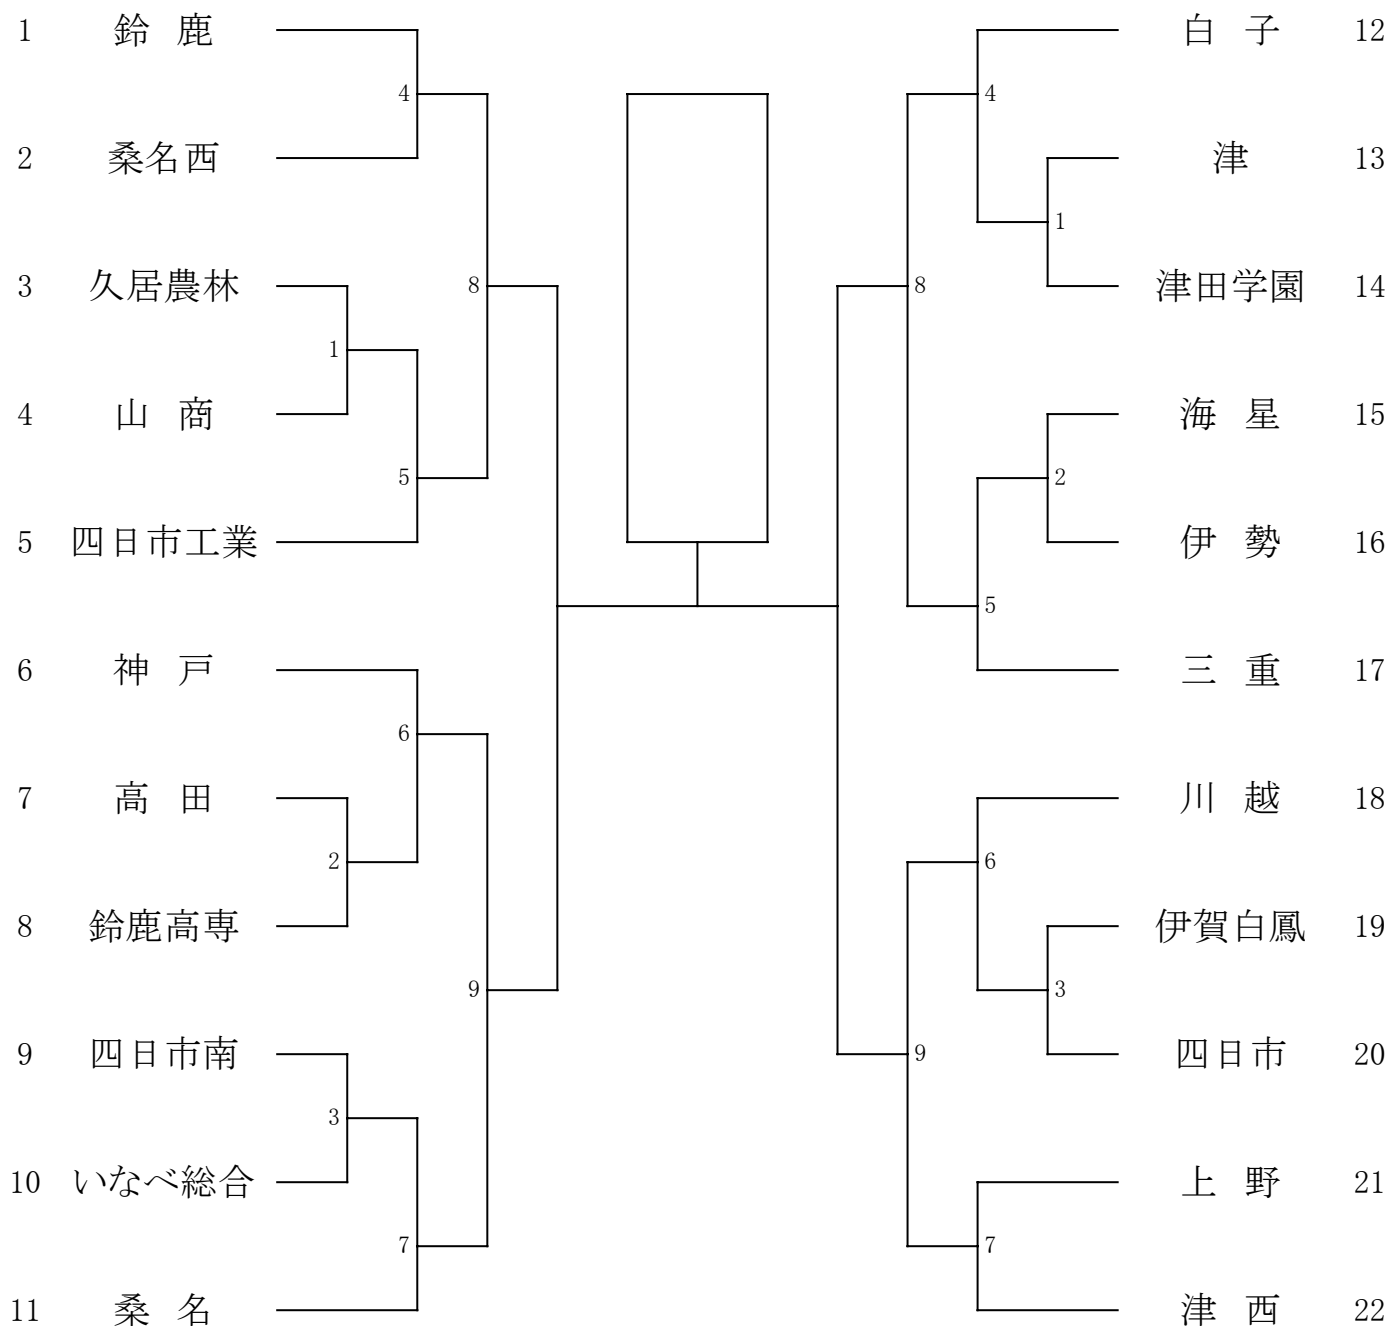 1 鈴 鹿
2 桑名西
3 久居農林
4 山 商
5 四日市工業
6 神 戸
7 高 田
8 鈴鹿高専
9 四日市南
10 いなべ総合
11 桑 名
4
1
5
8
6
2
3
7
9
白 子 12
津 13
津田学園 14
海 星 15
伊 勢 16
三 重 17
川 越 18
伊賀白鳳 19
四日市 20
上 野 21
津 西 22
4
1
8
2
5
6
3
9
7